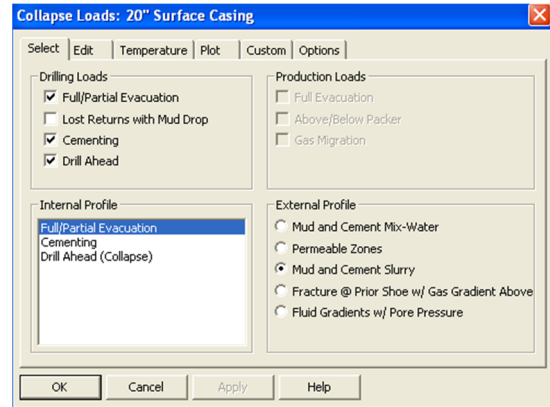 Collapse Loads: 20" Surface Casing
Select Edit Temperature Plot Custom Options
Drilling Loads
Full/Partial Evacuation
Lost Returns with Mud Drop
Cementing
Drill Ahead
Production Loads
Full Evacuation
Above/Below Packer
Gas Migration
Internal Profile
Full/Partial Evacuation
Cementing
Drill Ahead (Collapse)
External Profile
Mud and Cement Mix-Water
Permeable Zones
Mud and Cement Slurry
Fracture @ Prior Shoe w/ Gas Gradient Above
Fluid Gradients w/ Pore Pressure
OK Cancel Apply Help